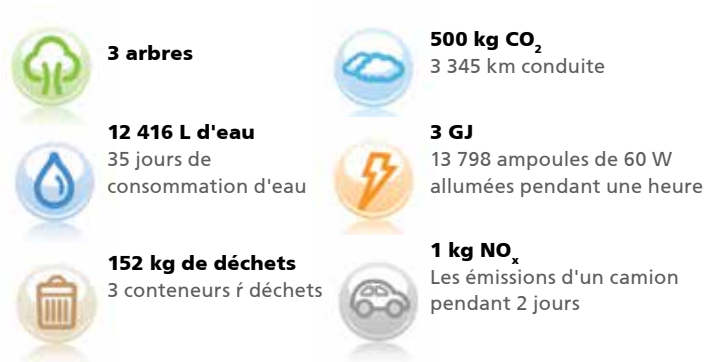 3 arbres
500 kg CO₂
3 345 km conduite
12 416 L d'eau
35 jours de
consommation d'eau
3 GJ
13 798 ampoules de 60 W
allumées pendant une heure
152 kg de déchets
3 conteneurs ŕ déchets
1 kg NOₓ
Les émissions d'un camion
pendant 2 jours